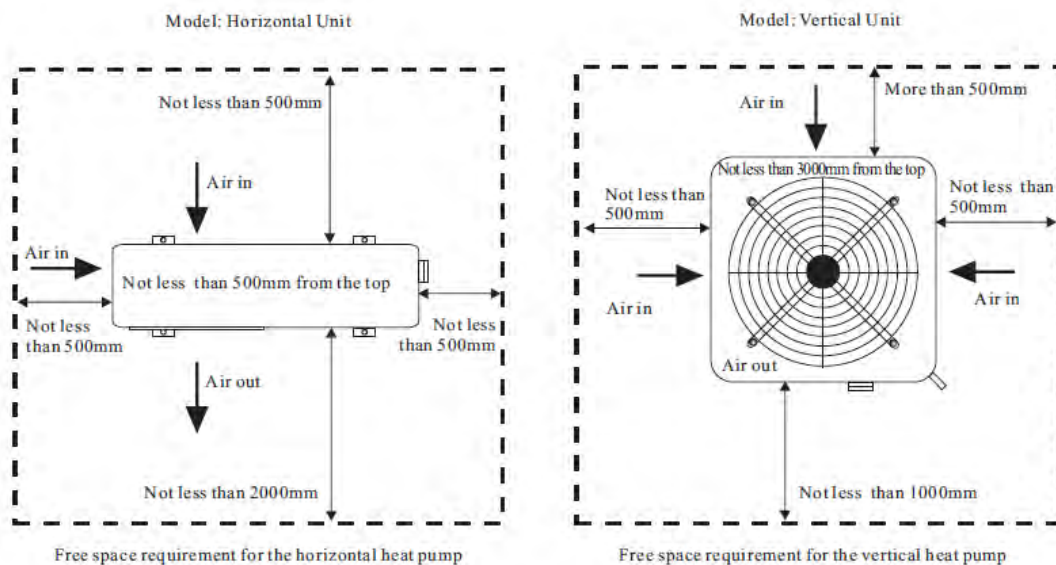 Model: Horizontal Unit
Not less than 500mm
Air in
Air in
Not less than 500mm from the top
Not less
than 500mm
Not less
than 500mm
Air out
Not less than 2000mm
Free space requirement for the horizontal heat pump
Model: Vertical Unit
Air in
More than 500mm
Not less than 3000mm from the top
Not less than
500mm
Not less than
500mm
Air in
Air in
Air out
Not less than 1000mm
Free space requirement for the vertical heat pump